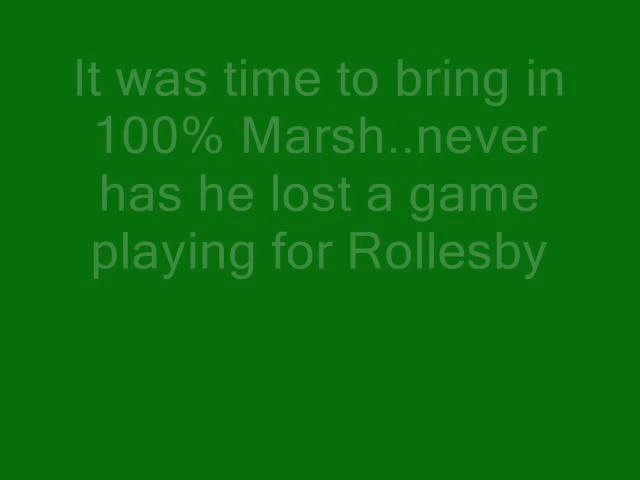 It was time to bring in
100% Marsh..never
has he lost a game
playing for Rollesby